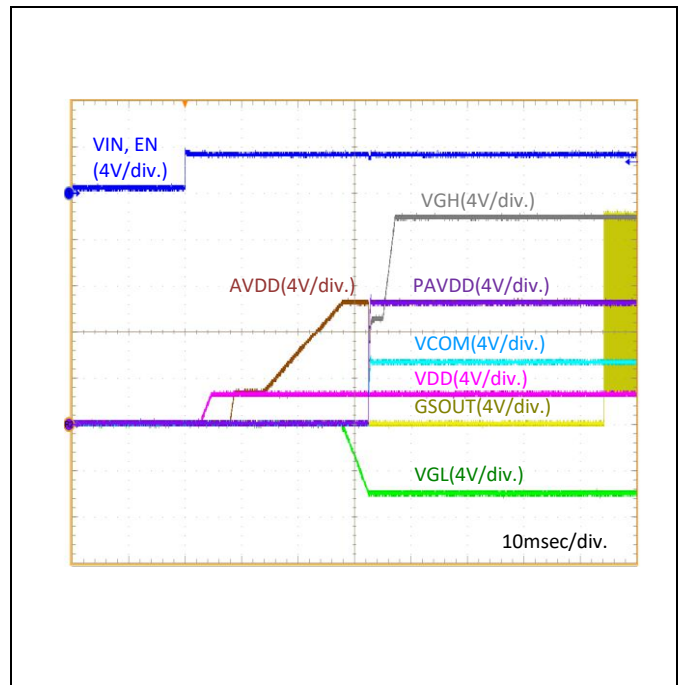 VIN, EN
(4V/div.)
VGH(4V/div.)
AVDD(4V/div.)
PAVDD(4V/div.)
VCOM(4V/div.)
VDD(4V/div.)
GSOUT(4V/div.)
VGL(4V/div.)
10msec/div.